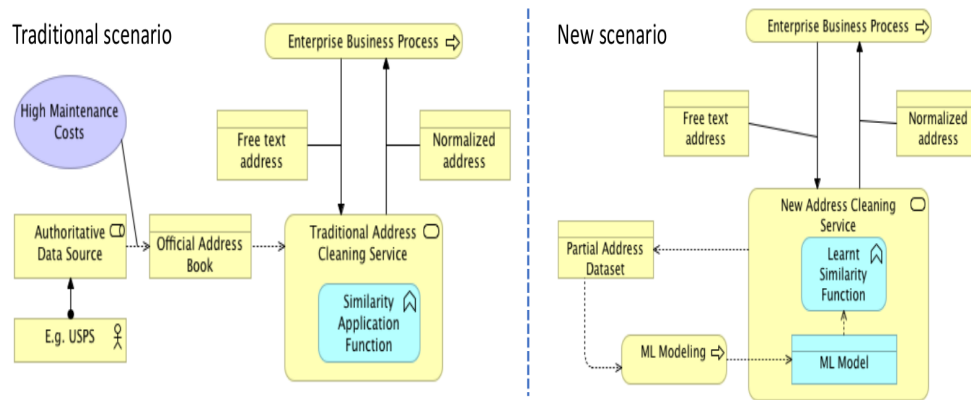 Traditional scenario
Enterprise Business Process
High Maintenance
Costs
Free text
address
Normalized
address
Authoritative
Data Source
Official Address
Book
Traditional Address
Cleaning Service
Similarity
Application
Function
E.g. USPS
New scenario
Enterprise Business Process
Free text
address
Normalized
address
New Address Cleaning
Service
Partial Address
Dataset
Learnt
Similarity
Function
ML Modeling
ML Model